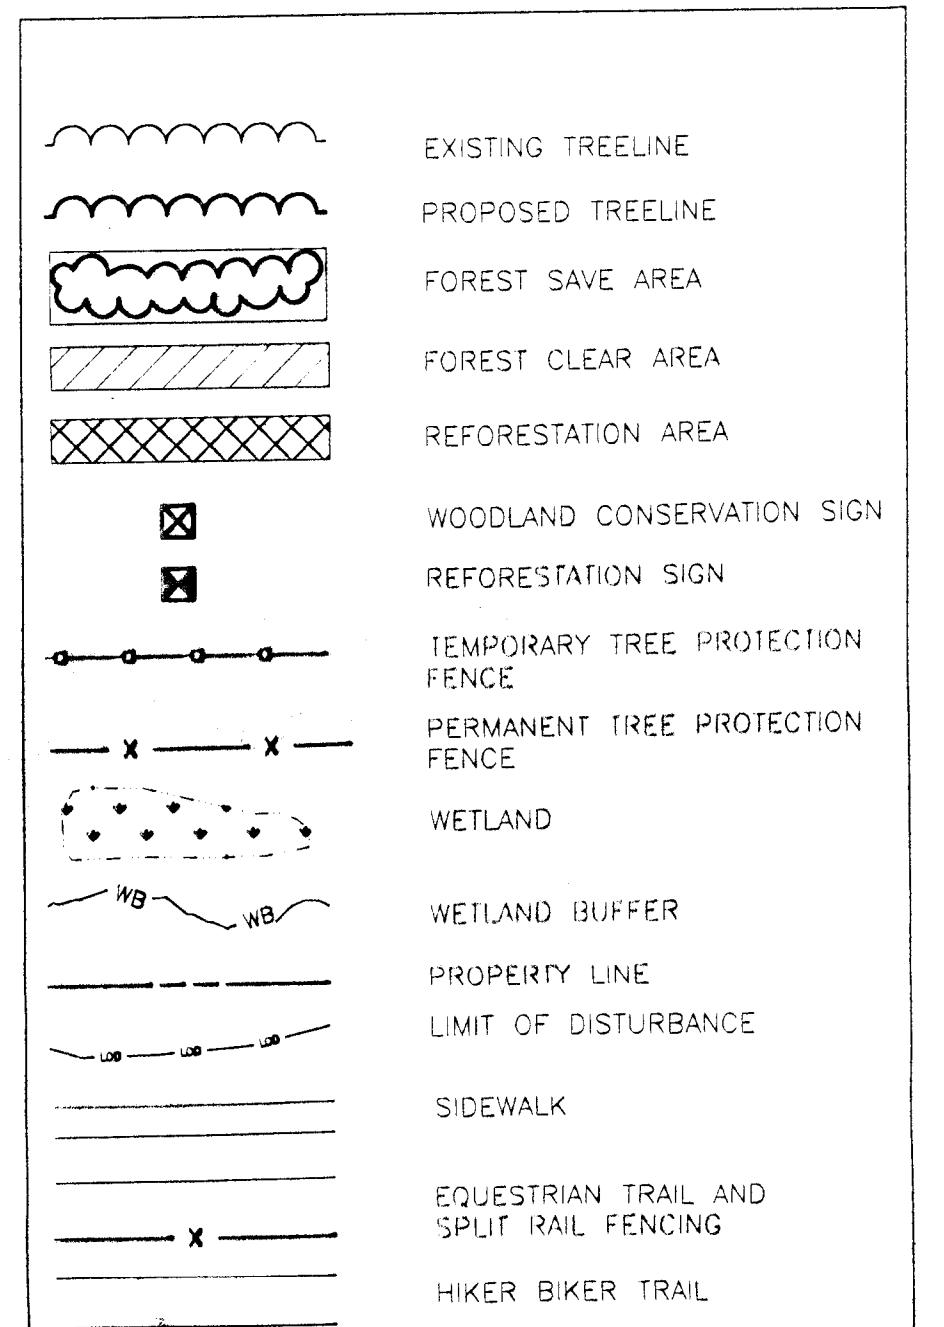 EXISTING TREELINE
PROPOSED TREELINE
FOREST SAVE AREA
FOREST CLEAR AREA
REFORESTATION AREA
WOODLAND CONSERVATION SIGN
REFORESTATION SIGN
TEMPORARY TREE PROTECTION
FENCE
X X
PERMANENT TREE PROTECTION
FENCE
WETLAND
WB WB
WETLAND BUFFER
PROPERTY LINE
LOD LOD LOD
LIMIT OF DISTURBANCE
SIDEWALK
EQUESTRIAN TRAIL AND
X
SPLIT RAIL FENCING
HIKER BIKER TRAIL